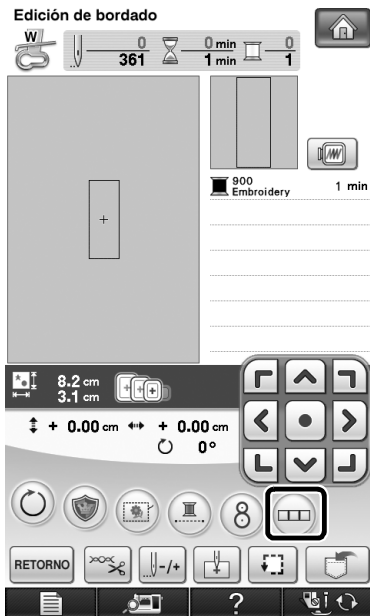 Edición de bordado
W
0 0 min 0
361 1 min 1
900
Embroidery 1 min
8.2 cm
3.1 cm
+ 0.00 cm + 0.00 cm
0°
8
RETORNO -/+
?